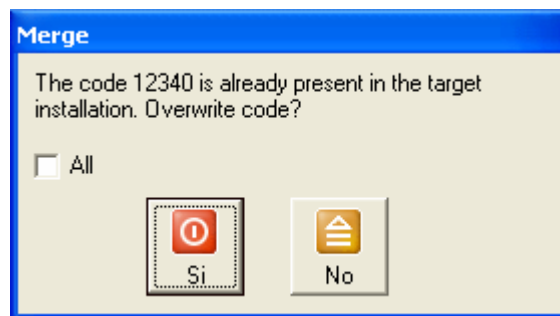 Merge
The code 12340 is already present in the target
installation. Overwrite code?
All
Si
No